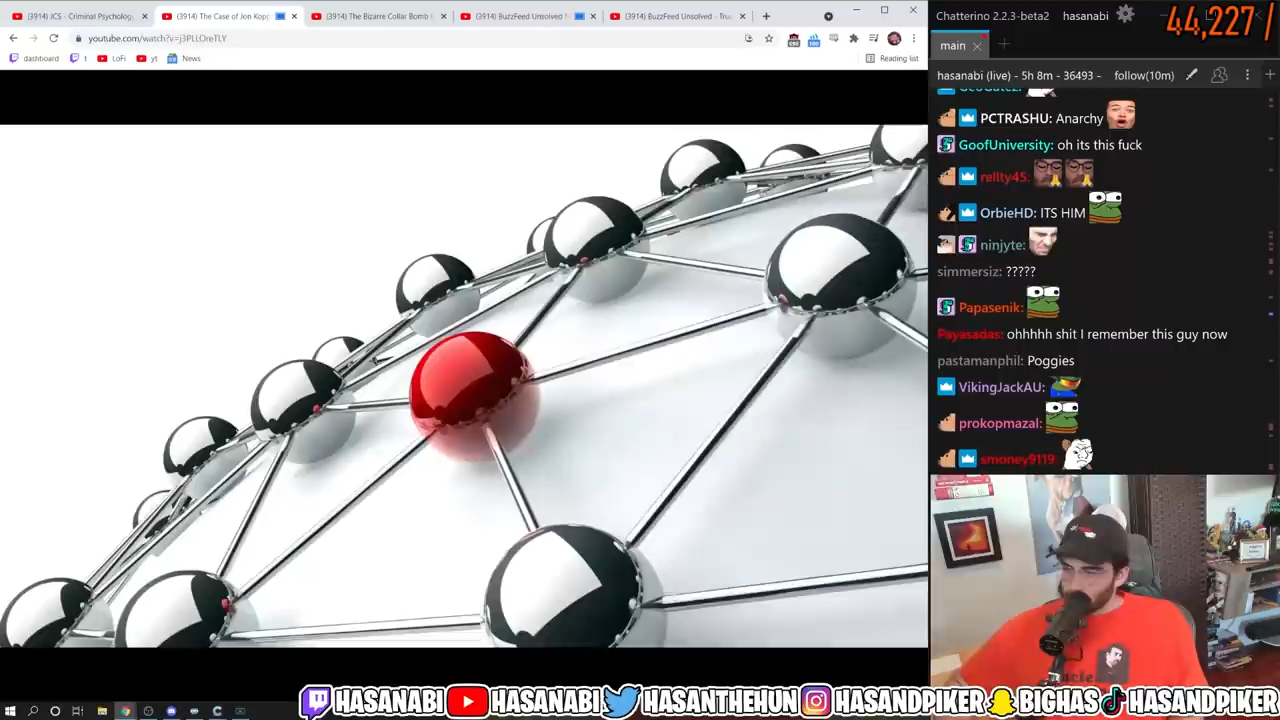 (3914) JCS - Criminal Psycholog
(3914) The Case of Jon Kopp
(3914) The Bizarre Collar Bomb
(3914) BuzzFeed Unsolved
(3914) BuzzFeed Unsolved - Tru
youtube.com/watch?v=j3PLLOreTLY
dashboard
t
LoFi
yt
News
Reading list
Chatterino 2.2.3-beta2
hasanabi
44,227 /
main
hasanabi (live) - 5h 8m - 36493 -
follow(10m)
PCTRASHU: Anarchy
GoofUniversity: oh its this fuck
rellty45:
OrbieHD: ITS HIM
ninjyte:
simmersiz: ?????
Papasenik:
Payasadas: ohhhhh shit I remember this guy now
pastamanphil: Poggies
VikingJackAU:
prokopmazal:
smoney9119
HASANABI HASANABI HASANTHEHUN HASANDPIKER BIGHAS HASANDPIKER